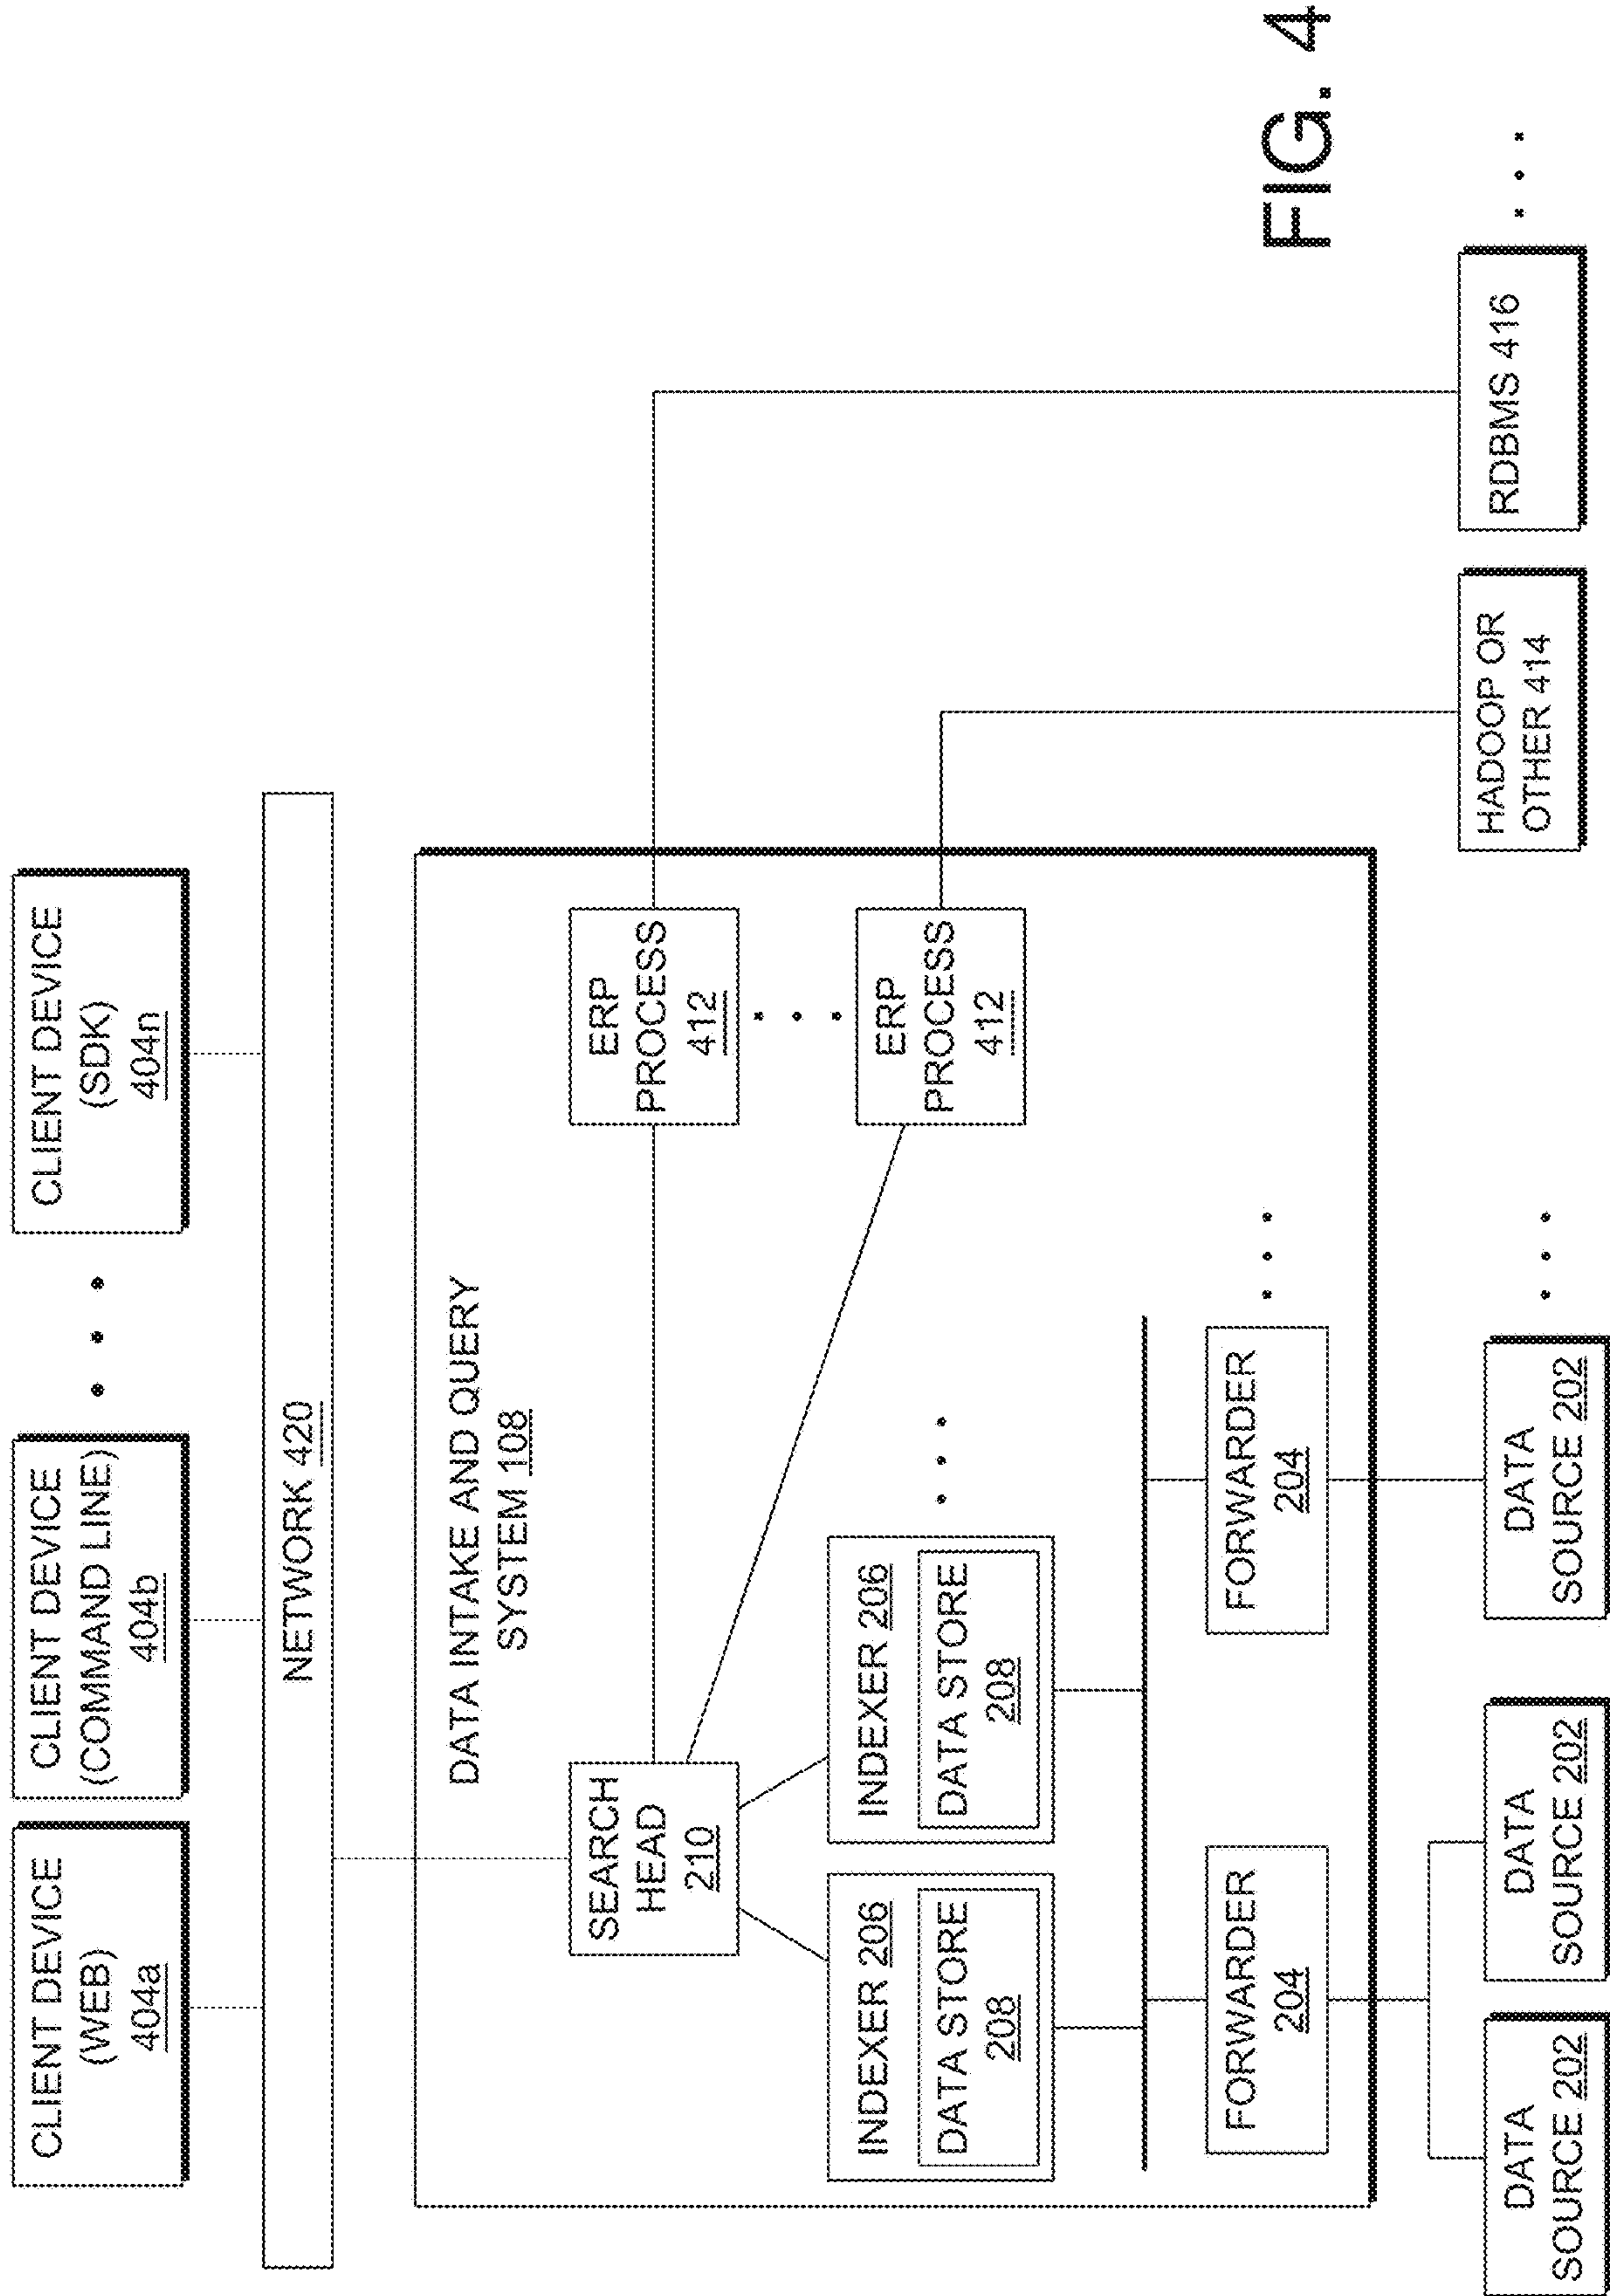 CLIENT DEVICE
(WEB)
404a
CLIENT DEVICE
(COMMAND LINE)
404b
CLIENT DEVICE
(SDK)
404n
NETWORK 420
DATA INTAKE AND QUERY
SYSTEM 108
SEARCH
HEAD
210
ERP
PROCESS
412
ERP
PROCESS
412
INDEXER 206
DATA STORE
208
INDEXER 206
DATA STORE
208
FORWARDER
204
FORWARDER
204
DATA
SOURCE 202
DATA
SOURCE 202
DATA
SOURCE 202
HADOOP OR
OTHER 414
RDBMS 416
FIG. 4